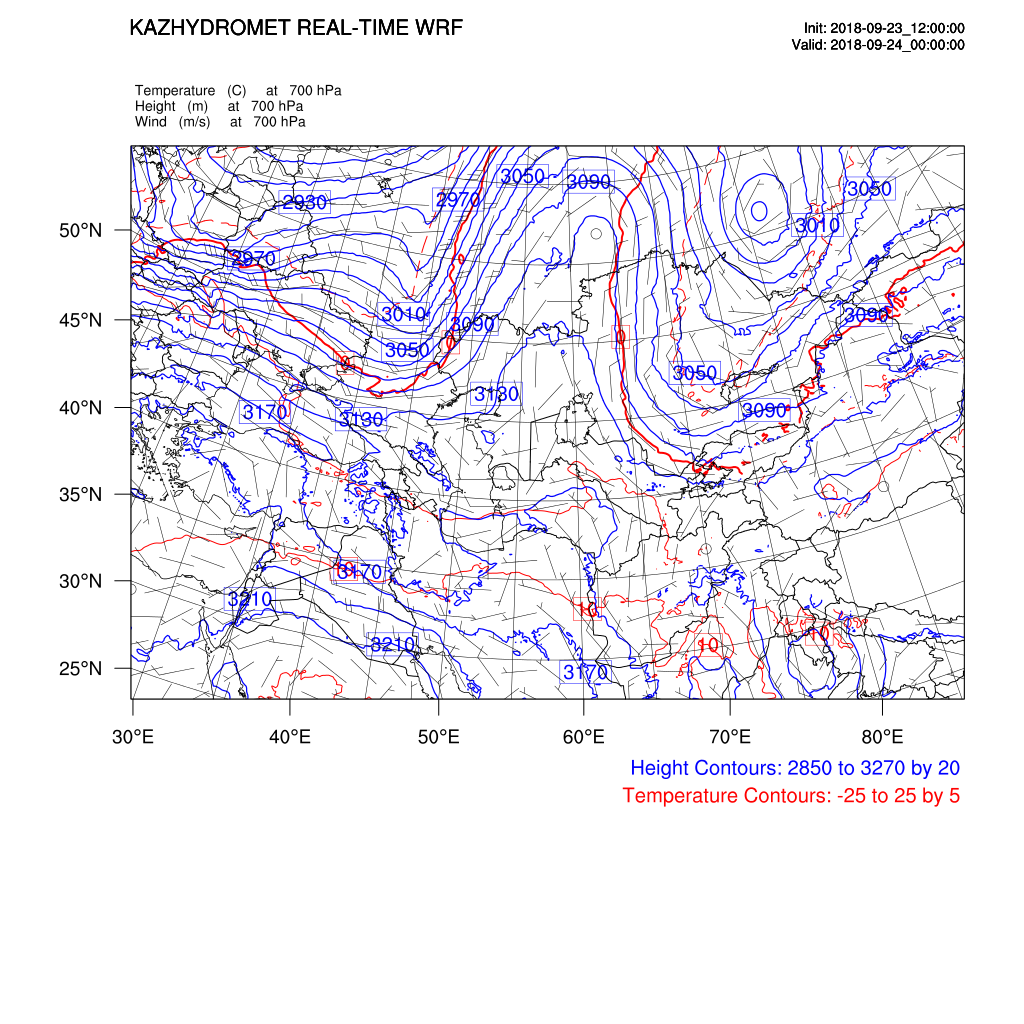 KAZHYDROMET REAL-TIME WRF
Init: 2018-09-23_12:00:00
Valid: 2018-09-24_00:00:00
Temperature (C) at 700 hPa
Height (m) at 700 hPa
Wind (m/s) at 700 hPa
3050
3090
2970
2930
3050
3010
50°N
2970
0
3010
3090
3090
45°N
0
3050
0
0
3050
3130
40°N
3170
3130
3090
35°N
30°N
10
3170
3210
10
10
10
3210
25°N
3170
30°E
40°E
50°E
60°E
70°E
80°E
Height Contours: 2850 to 3270 by 20
Temperature Contours: -25 to 25 by 5